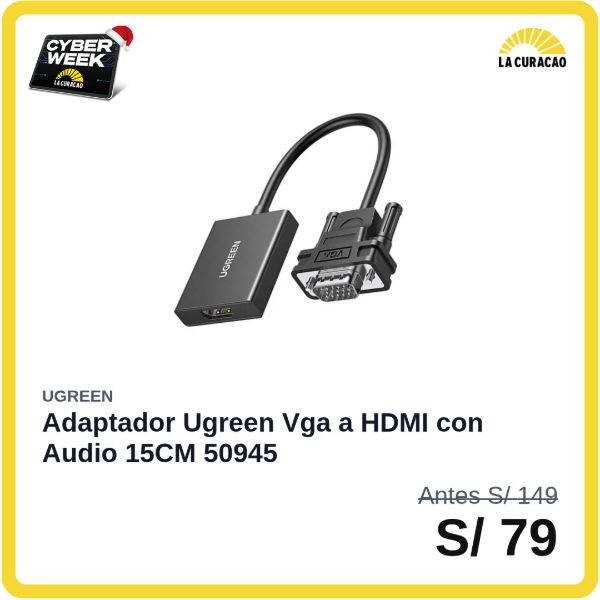 CYBER
WEEK
LA CURACAO
LA CURACAO
UGREEN
VGA
UGREEN
Adaptador Ugreen Vga a HDMI con
Audio 15CM 50945
Antes S/ 149
S/ 79